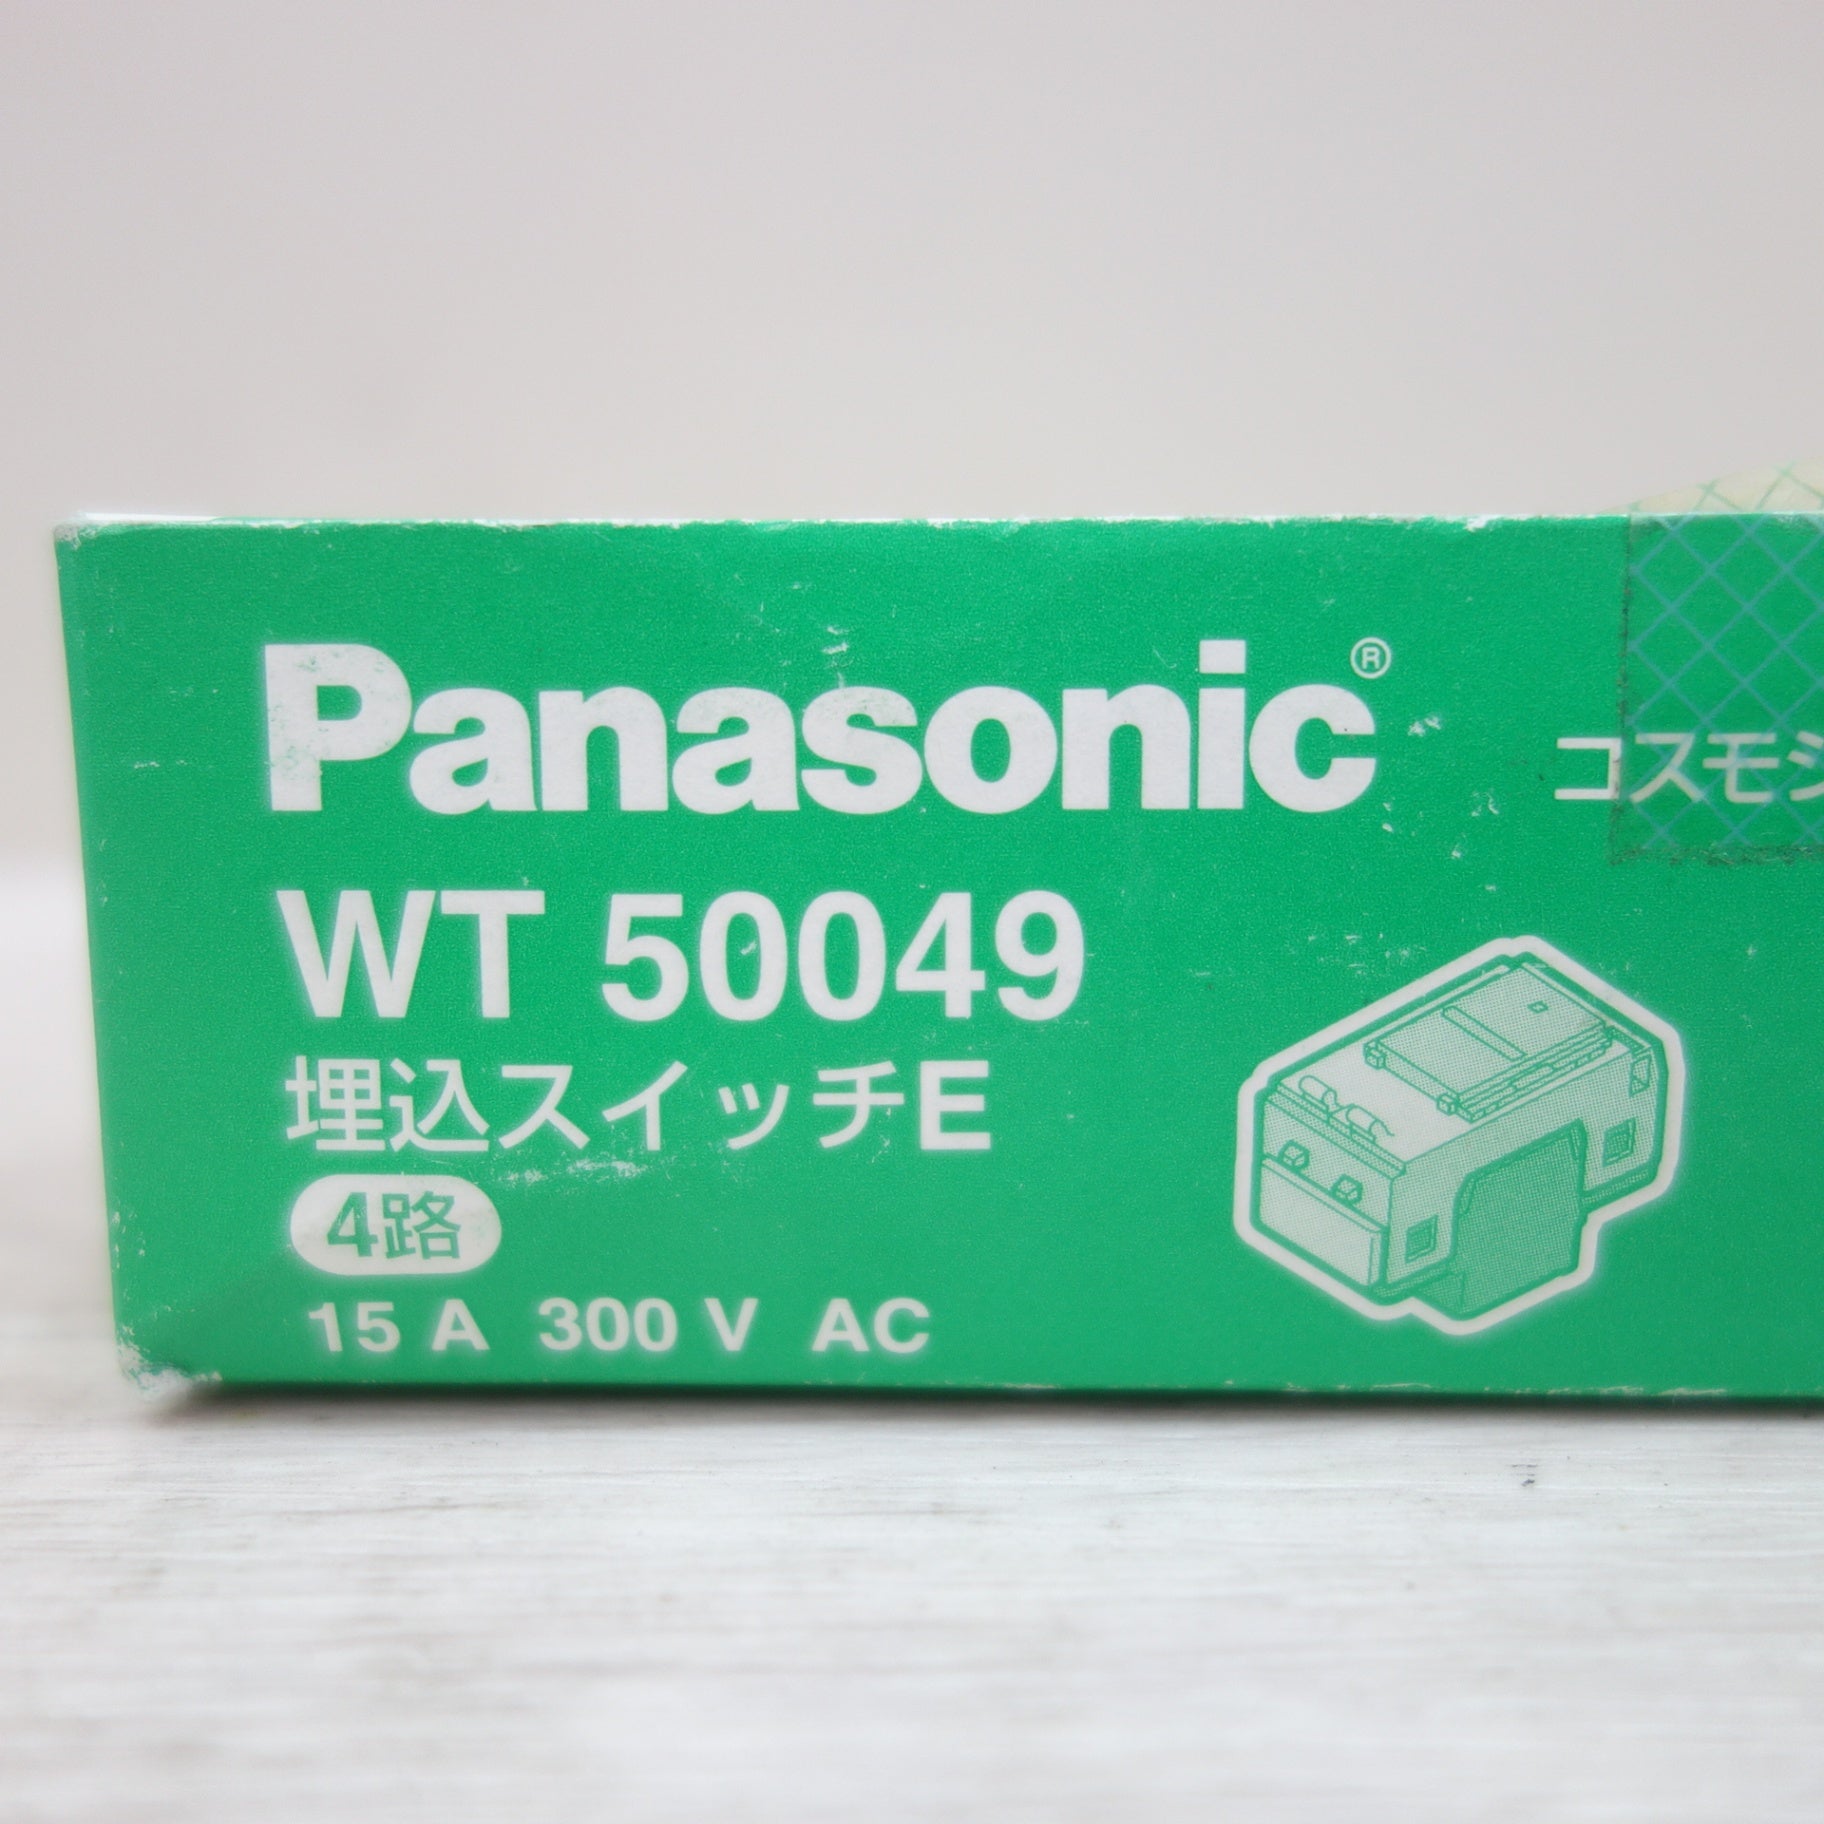 Panasonic®
コスモシ
WT 50049
埋込スイッチE
4路
15 A 300 V AC